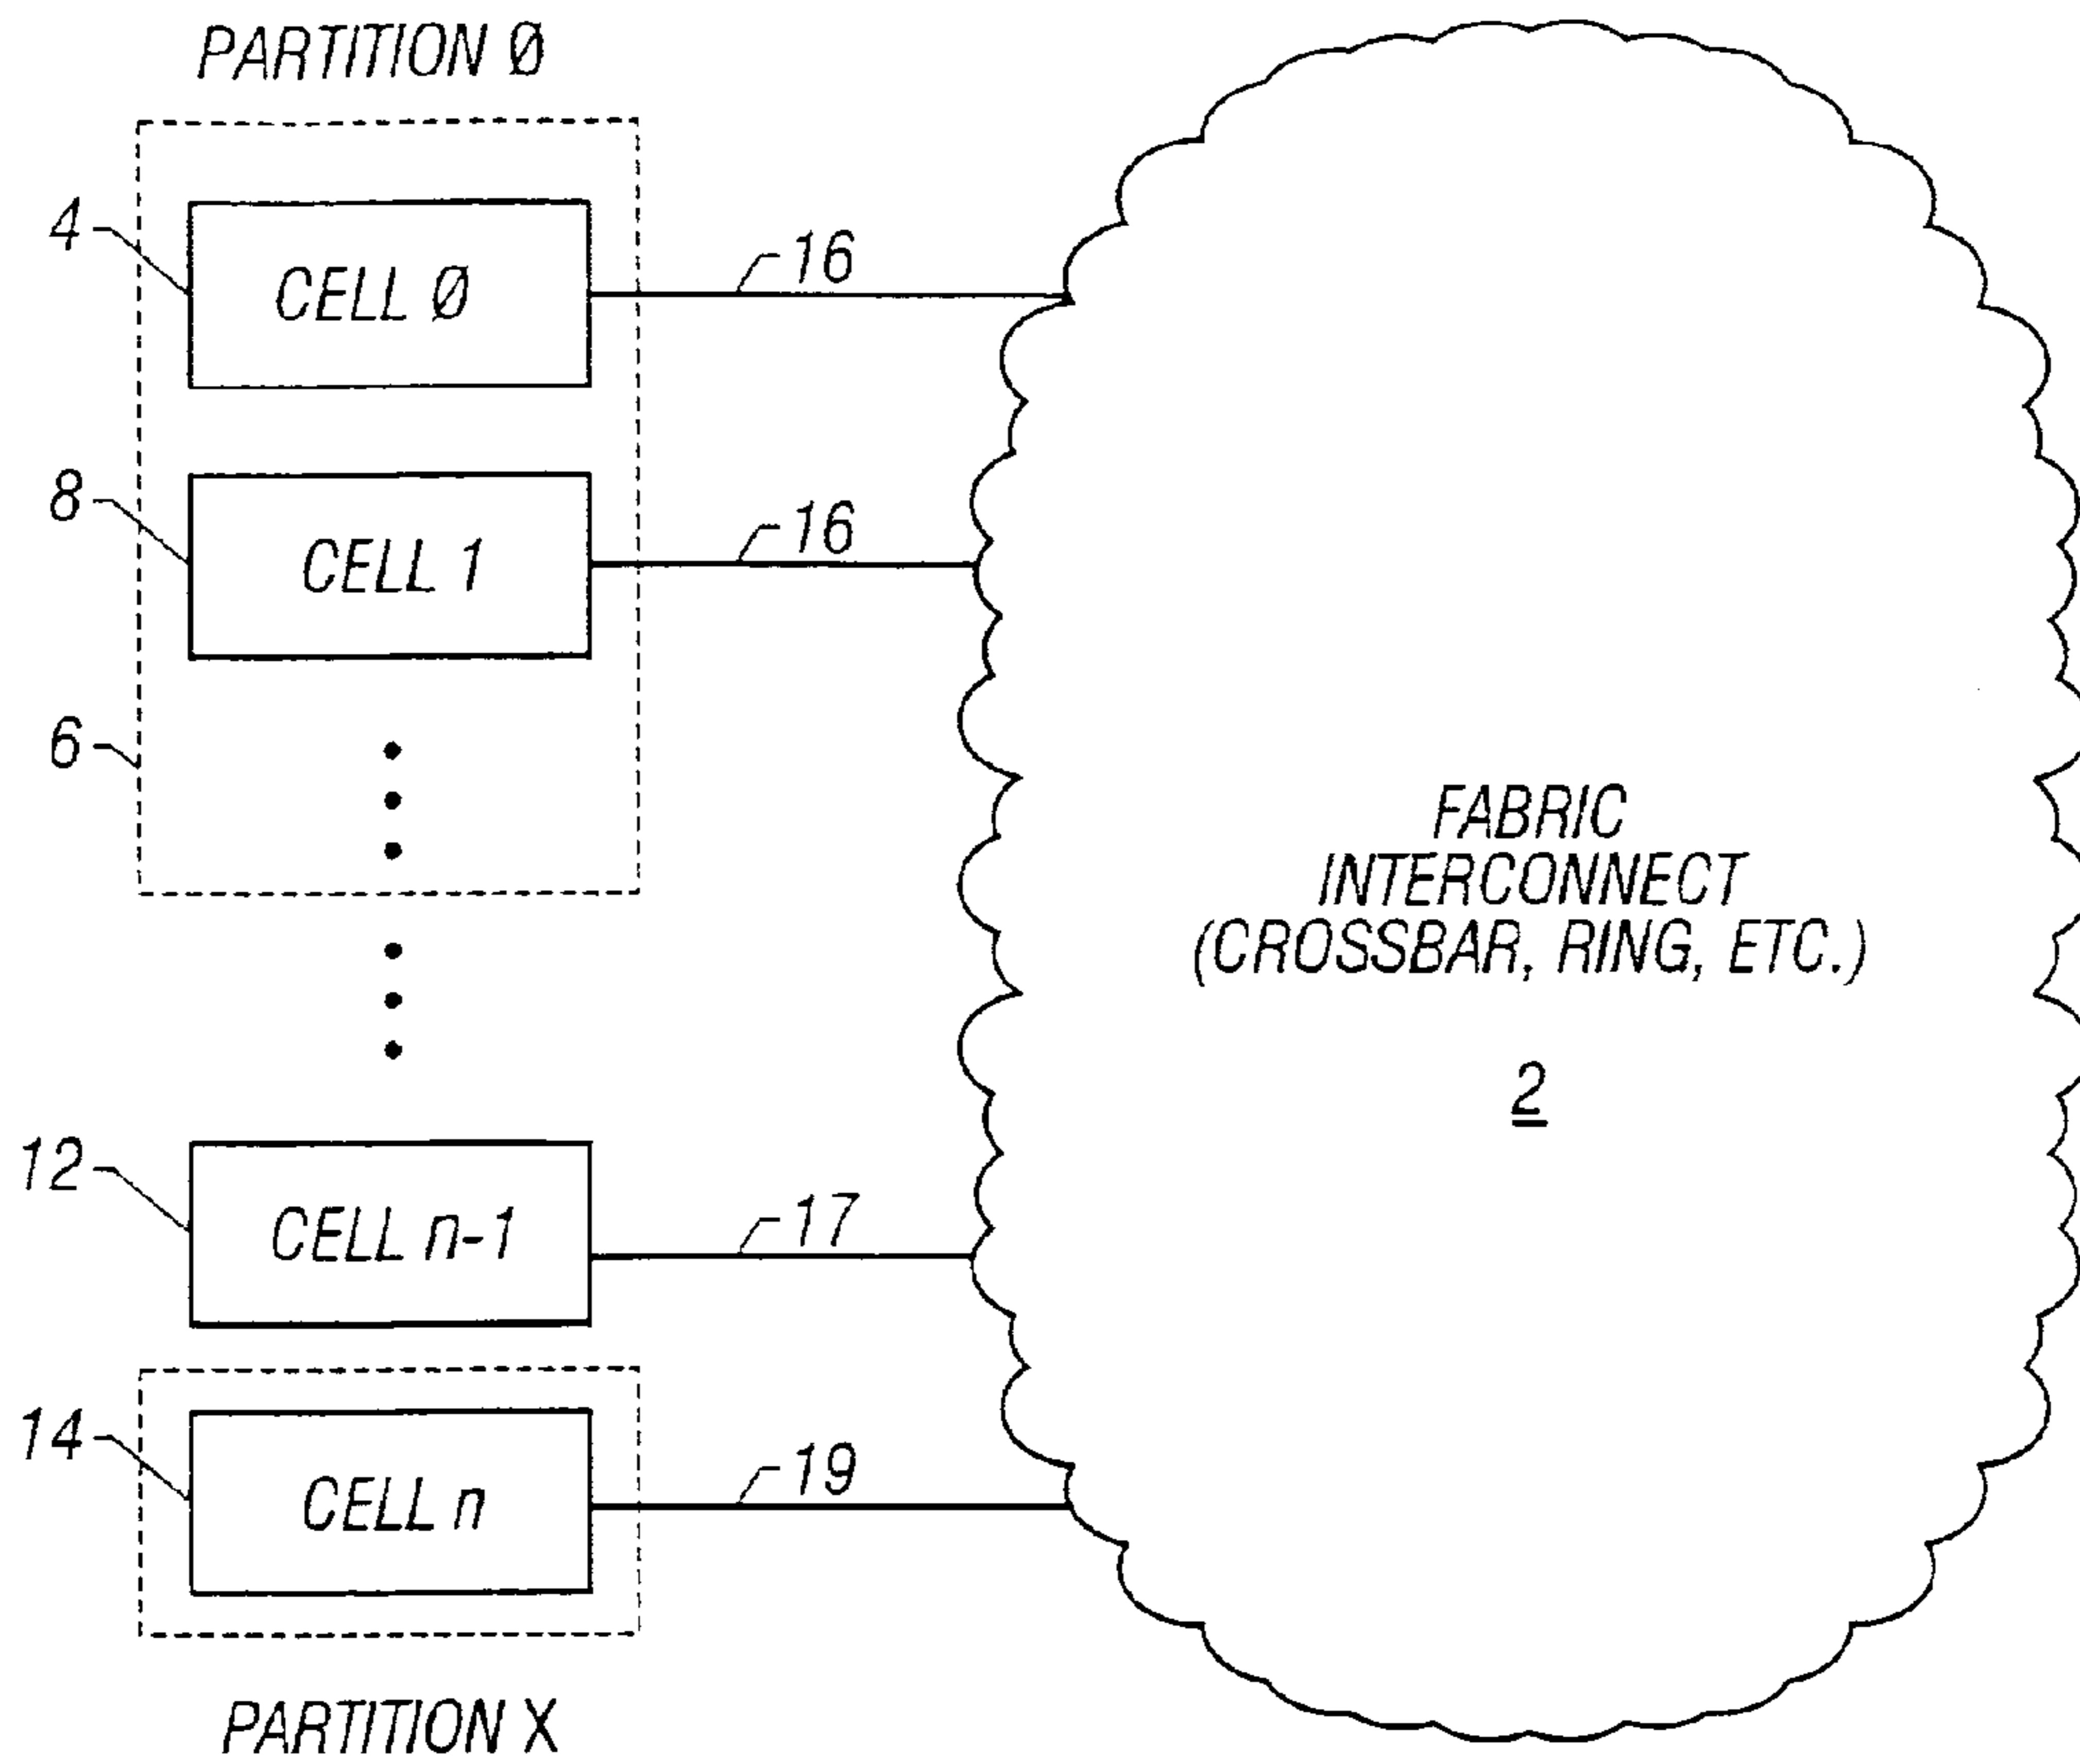 PARTITION Ø
4
CELL Ø
16
8
CELL 1
16
6
FABRIC
INTERCONNECT
(CROSSBAR, RING, ETC.)
2
12
CELL n-1
17
14
CELL n
19
PARTITION X